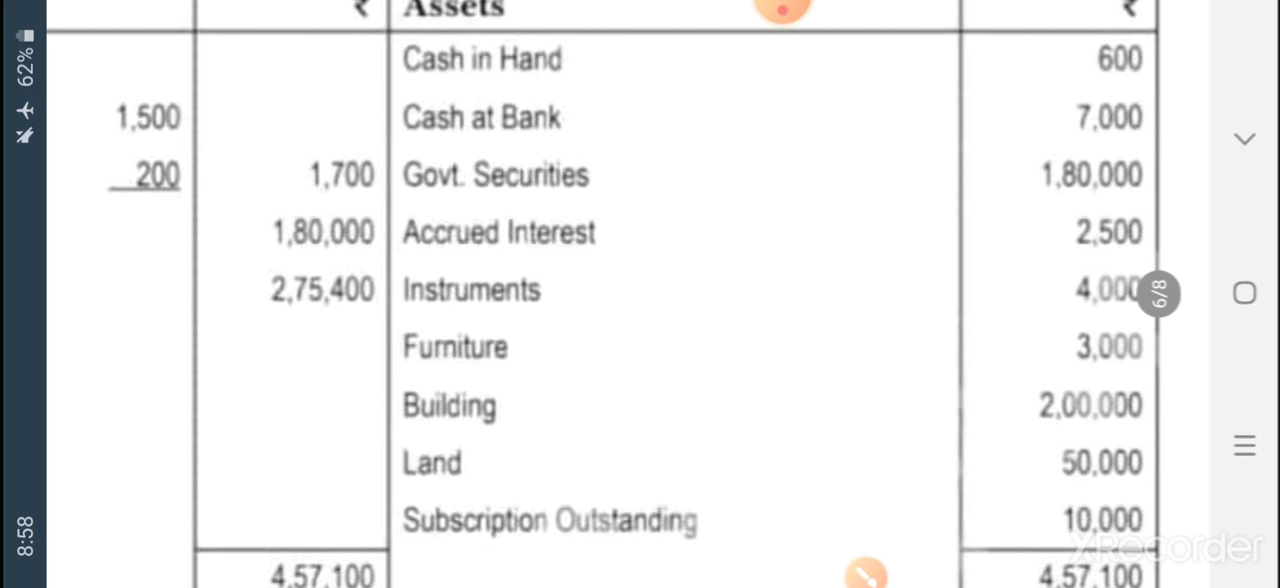 ₹ Assets ₹
Cash in Hand 600
1,500 Cash at Bank 7,000
200 1,700 Govt. Securities 1,80,000
1,80,000 Accrued Interest 2,500
2,75,400 Instruments 4,000
Furniture 3,000
Building 2,00,000
Land 50,000
Subscription Outstanding 10,000
4,57,100 4,57,100
62%
8:58
6/8
XRecorder